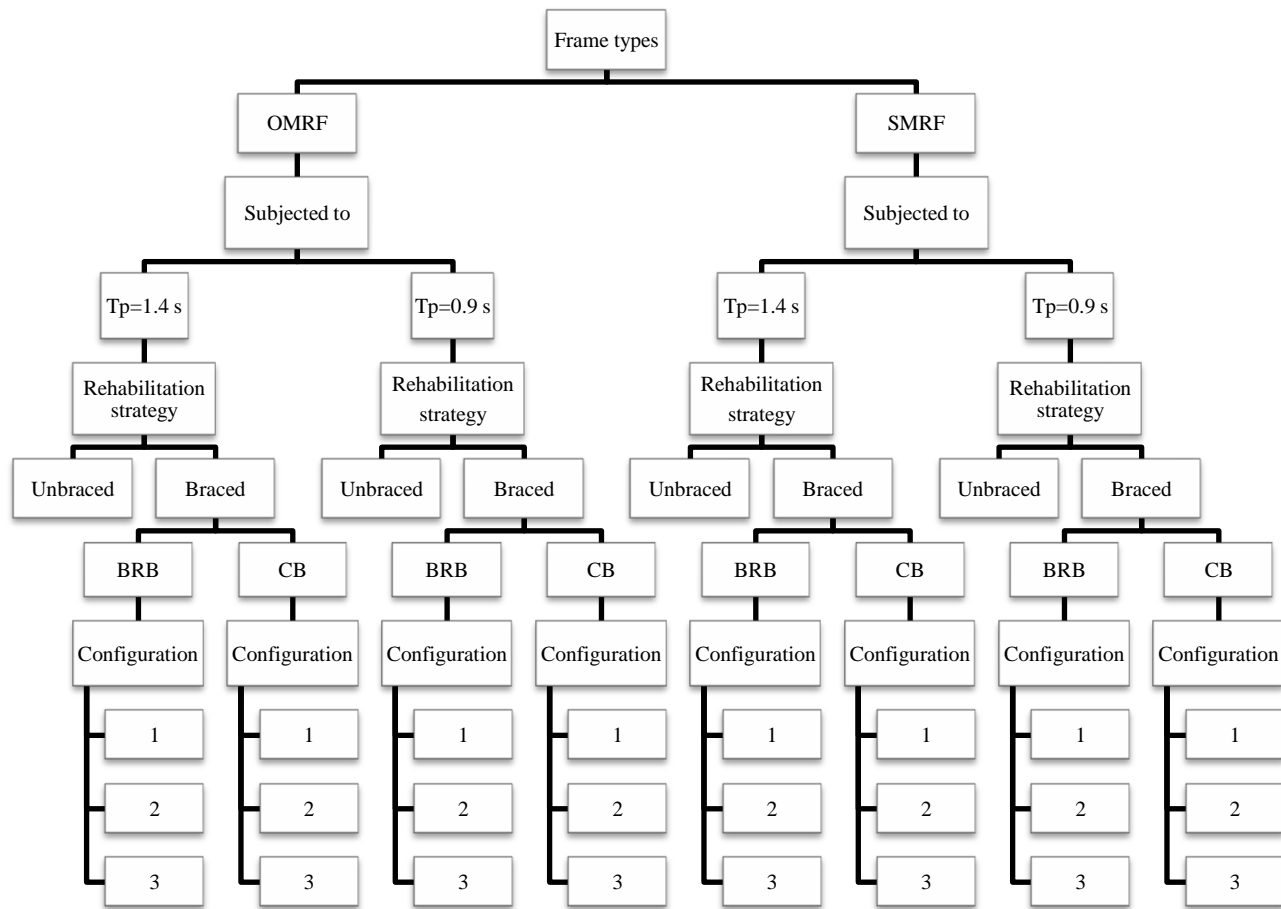 Frame types
OMRF
SMRF
Subjected to
Subjected to
Tp=1.4 s
Tp=0.9 s
Tp=1.4 s
Tp=0.9 s
Rehabilitation
strategy
Rehabilitation
strategy
Rehabilitation
strategy
Rehabilitation
strategy
Unbraced
Braced
Unbraced
Braced
Unbraced
Braced
Unbraced
Braced
BRB
CB
BRB
CB
BRB
CB
BRB
CB
Configuration
Configuration
Configuration
Configuration
Configuration
Configuration
Configuration
Configuration
1
1
1
1
1
1
1
1
2
2
2
2
2
2
2
2
3
3
3
3
3
3
3
3